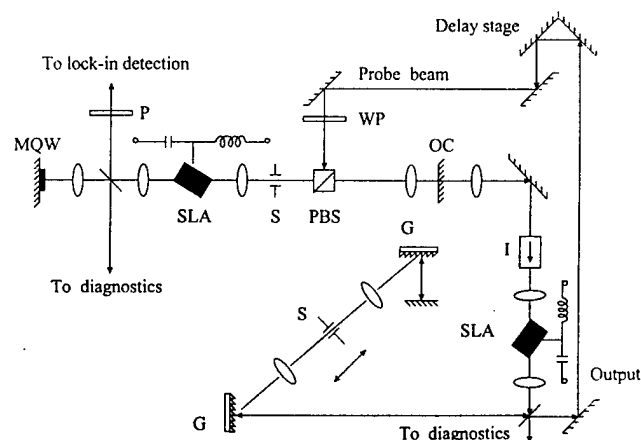 Delay stage
To lock-in detection
Probe beam
P
WP
MQW
OC
SLA
S
PBS
G
I
To diagnostics
S
SLA
Output
G
To diagnostics